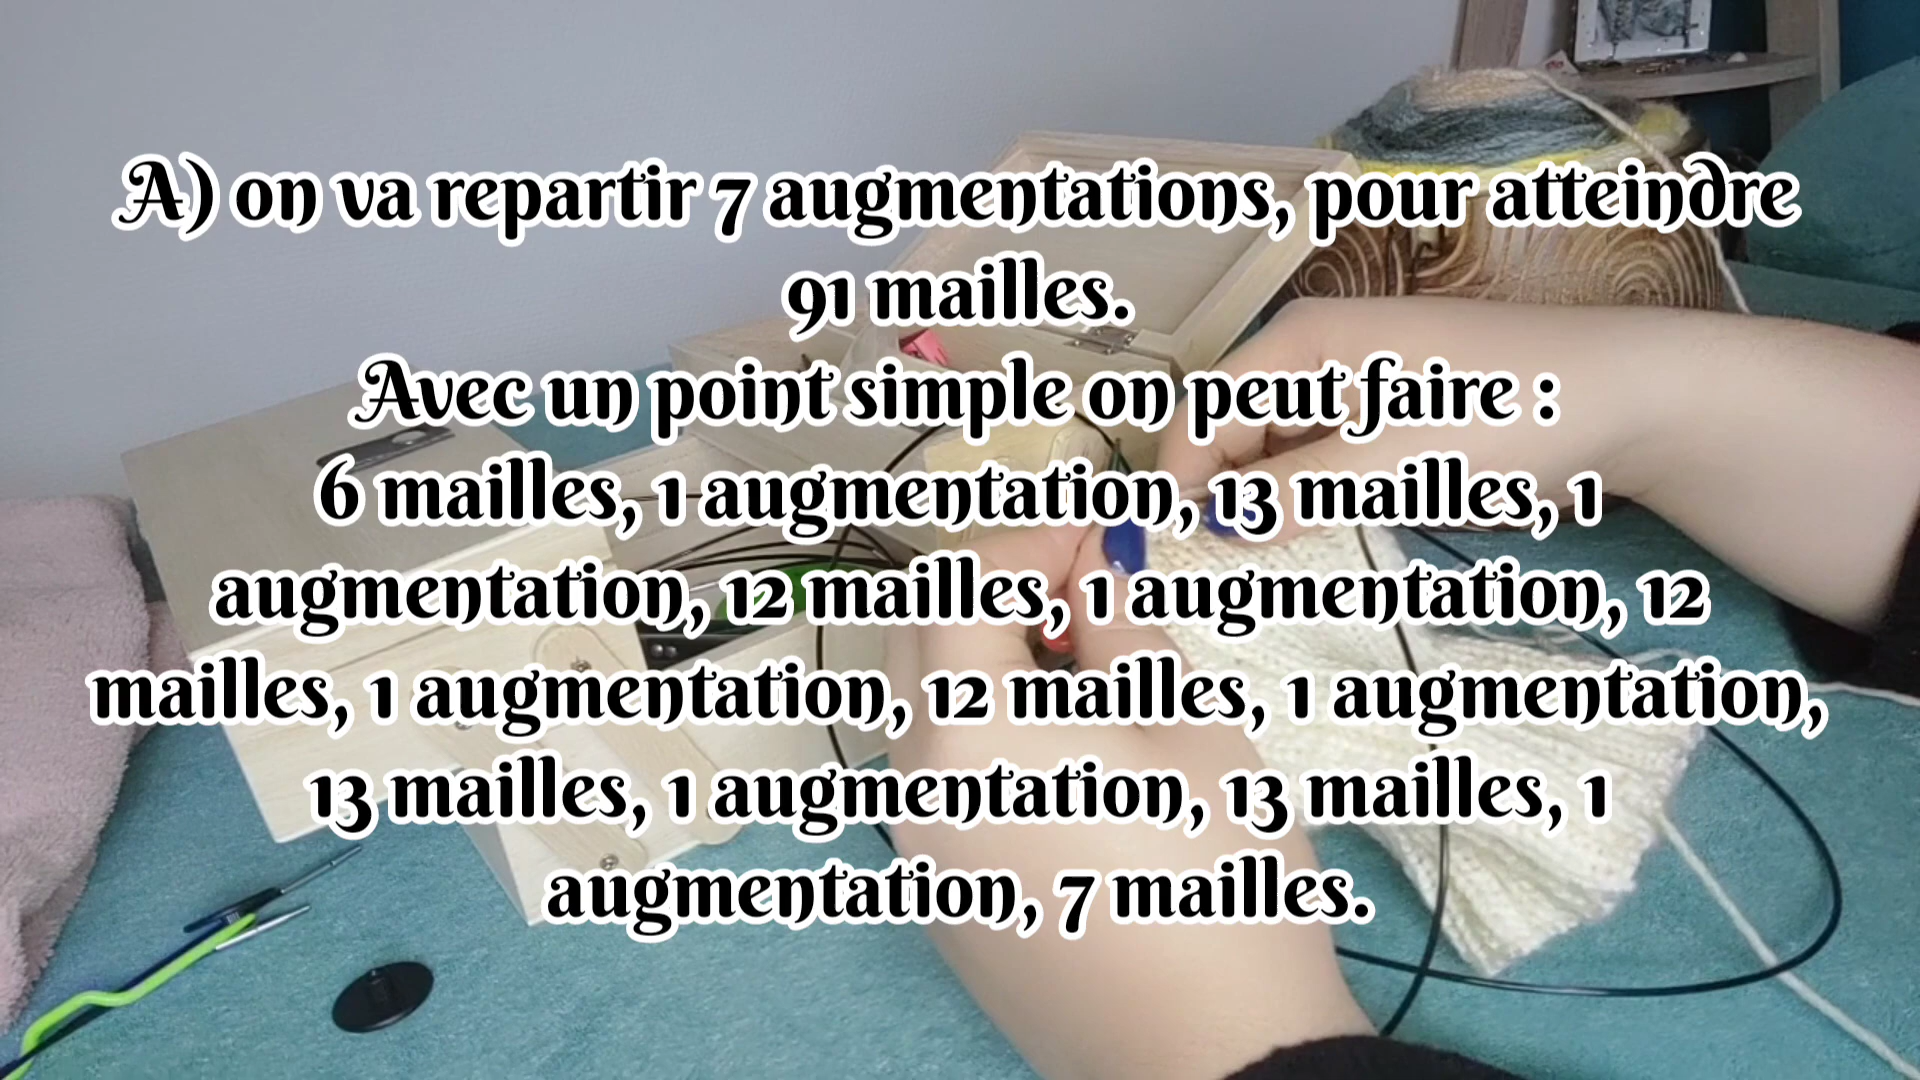 A) on va repartir 7 augmentations, pour atteindre
91 mailles.
Avec un point simple on peut faire :
6 mailles, 1 augmentation, 13 mailles, 1
augmentation, 12 mailles, 1 augmentation, 12
mailles, 1 augmentation, 12 mailles, 1 augmentation,
13 mailles, 1 augmentation, 13 mailles, 1
augmentation, 7 mailles.